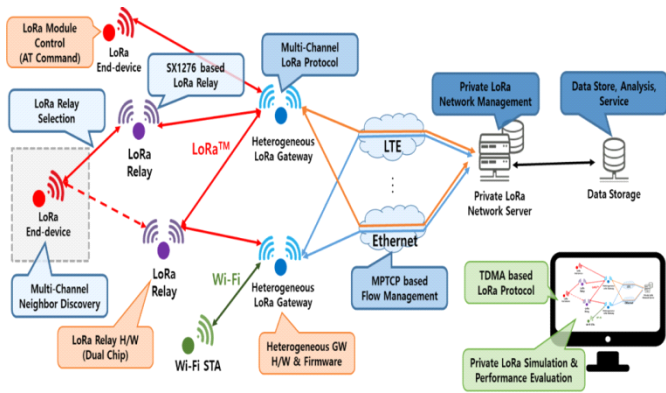 LoRa Module
Control
(AT Command)
LoRa
End-device
SX1276 based
LoRa Relay
Multi-Channel
LoRa Protocol
LoRa Relay
Selection
LoRa
Relay
LoRa™
Heterogeneous
LoRa Gateway
LTE
Private LoRa
Network Management
Data Store, Analysis,
Service
Private LoRa
Network Server
Data Storage
LoRa
End-device
Multi-Channel
Neighbor Discovery
LoRa
Relay
Wi-Fi
Heterogeneous
LoRa Gateway
Ethernet
MPTCP based
Flow Management
LoRa Relay H/W
(Dual Chip)
Wi-Fi STA
Heterogeneous GW
H/W & Firmware
TDMA based
LoRa Protocol
Private LoRa Simulation &
Performance Evaluation